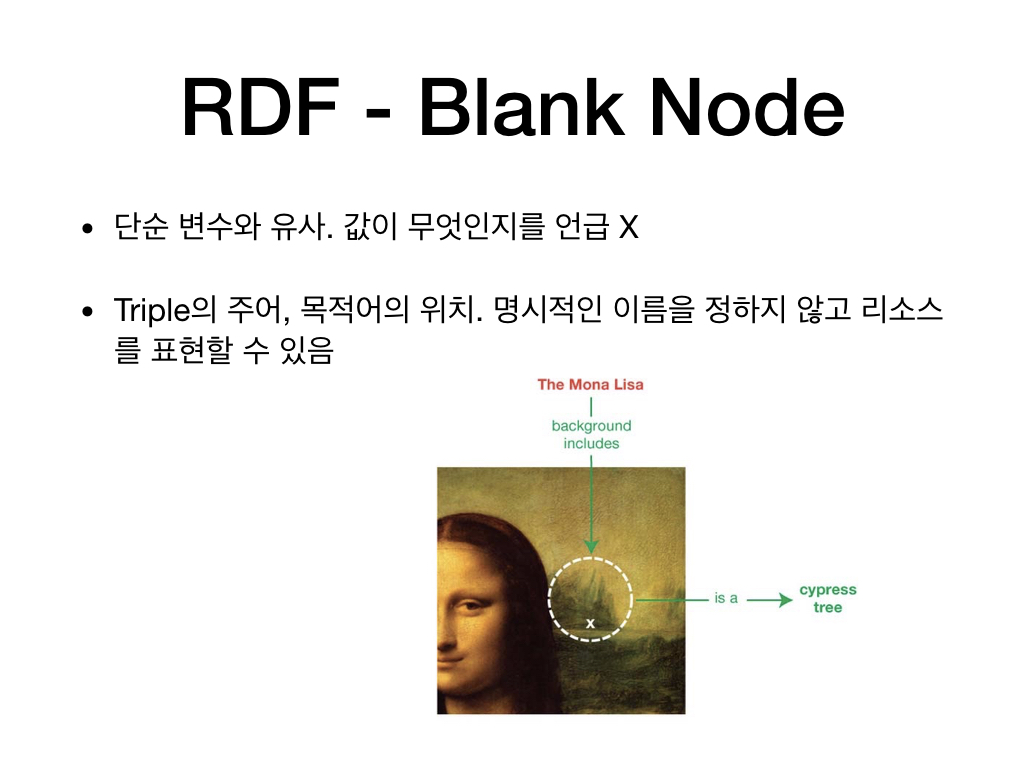 RDF - Blank Node
• 단순 변수와 유사. 값이 무엇인지를 언급 X
• Triple의 주어, 목적어의 위치. 명시적인 이름을 정하지 않고 리소스
를 표현할 수 있음
The Mona Lisa
background
includes
x
is a
cypress
tree